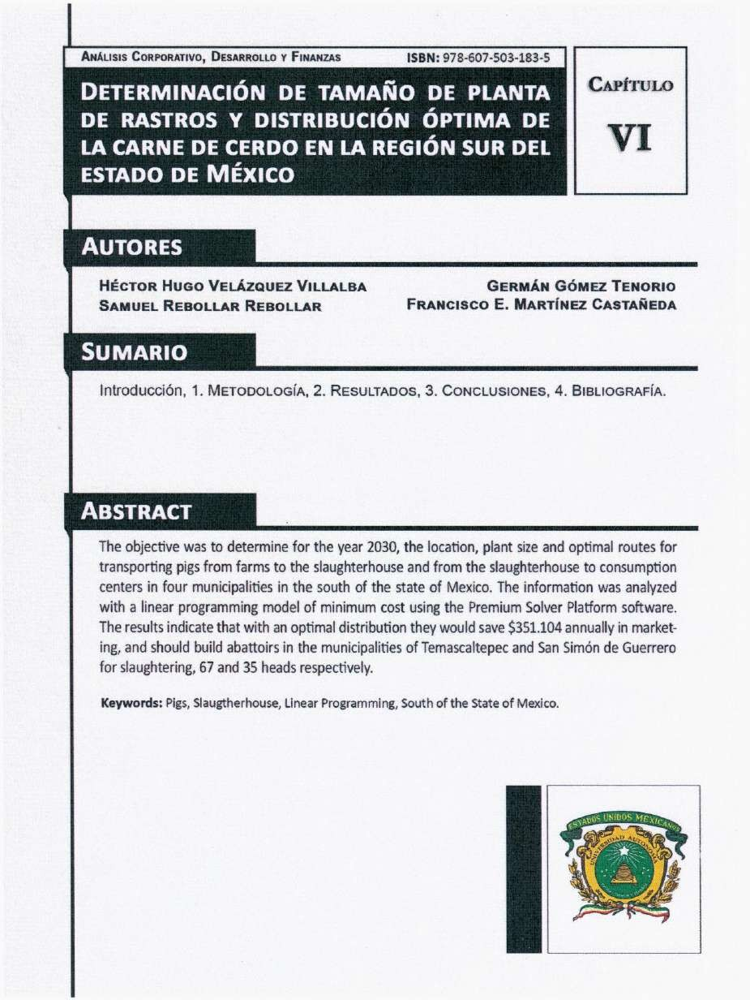 ANÁLISIS CORPORATIVO, DESARROLLO Y FINANZAS ISBN: 978-607-503-183-5
DETERMINACIÓN DE TAMAÑO DE PLANTA
DE RASTROS Y DISTRIBUCIÓN ÓPTIMA DE
LA CARNE DE CERDO EN LA REGIÓN SUR DEL
ESTADO DE MÉXICO
CAPÍTULO
VI
AUTORES
HÉCTOR HUGO VELÁZQUEZ VILLALBA
SAMUEL REBOLLAR REBOLLAR
GERMÁN GÓMEZ TENORIO
FRANCISCO E. MARTÍNEZ CASTAÑEDA
SUMARIO
Introducción, 1. METODOLOGÍA, 2. RESULTADOS, 3. CONCLUSIONES, 4. BIBLIOGRAFÍA.
ABSTRACT
The objective was to determine for the year 2030, the location, plant size and optimal routes for
transporting pigs from farms to the slaughterhouse and from the slaughterhouse to consumption
centers in four municipalities in the south of the state of Mexico. The information was analyzed
with a linear programming model of minimum cost using the Premium Solver Platform software.
The results indicate that with an optimal distribution they would save $351.104 annually in market-
ing, and should build abattoirs in the municipalities of Temascaltepec and San Simón de Guerrero
for slaughtering, 67 and 35 heads respectively.
Keywords: Pigs, Slaugtherhouse, Linear Programming, South of the State of Mexico.
ESTADOS UNIDOS MEXICANOS
UNIVERSIDAD AUTONOMA